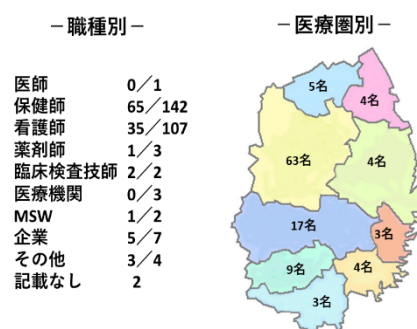 －職種別－
医師 0／1
保健師 65／142
看護師 35／107
薬剤師 1／3
臨床検査技師 2／2
医療機関 0／3
MSW 1／2
企業 5／7
その他 3／4
記載なし 2
－医療圏別－
5名
4名
63名
4名
17名
3名
9名
4名
3名